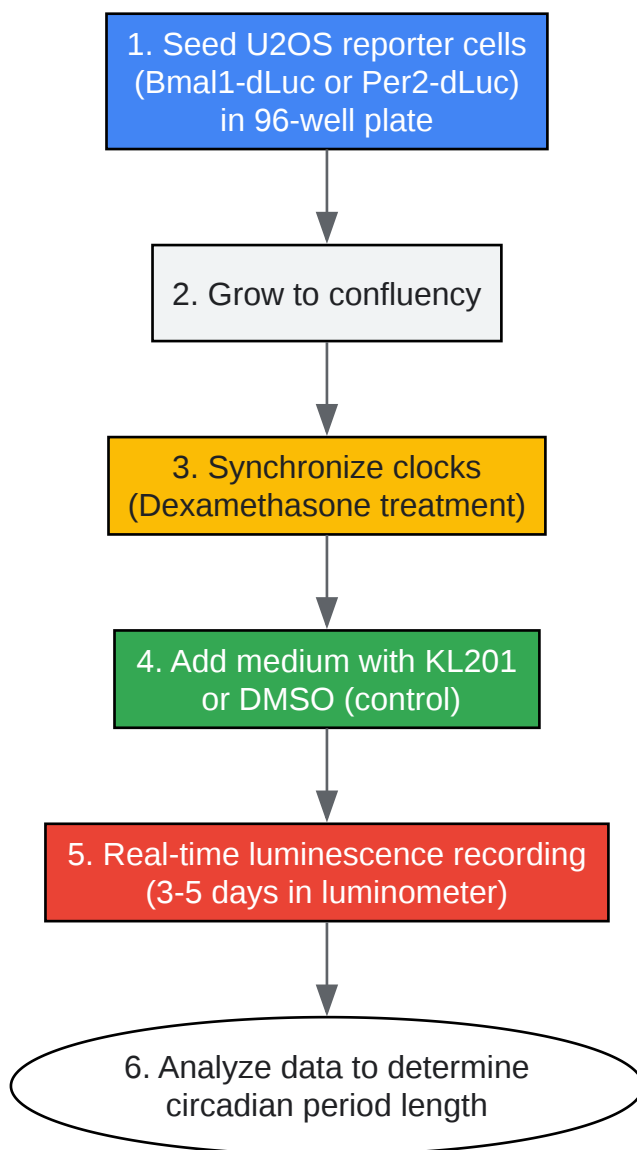 1. Seed U2OS reporter cells
(Bmal1-dLuc or Per2-dLuc)
in 96-well plate
2. Grow to confluency
3. Synchronize clocks
(Dexamethasone treatment)
4. Add medium with KL201
or DMSO (control)
5. Real-time luminescence recording
(3-5 days in luminometer)
6. Analyze data to determine
circadian period length